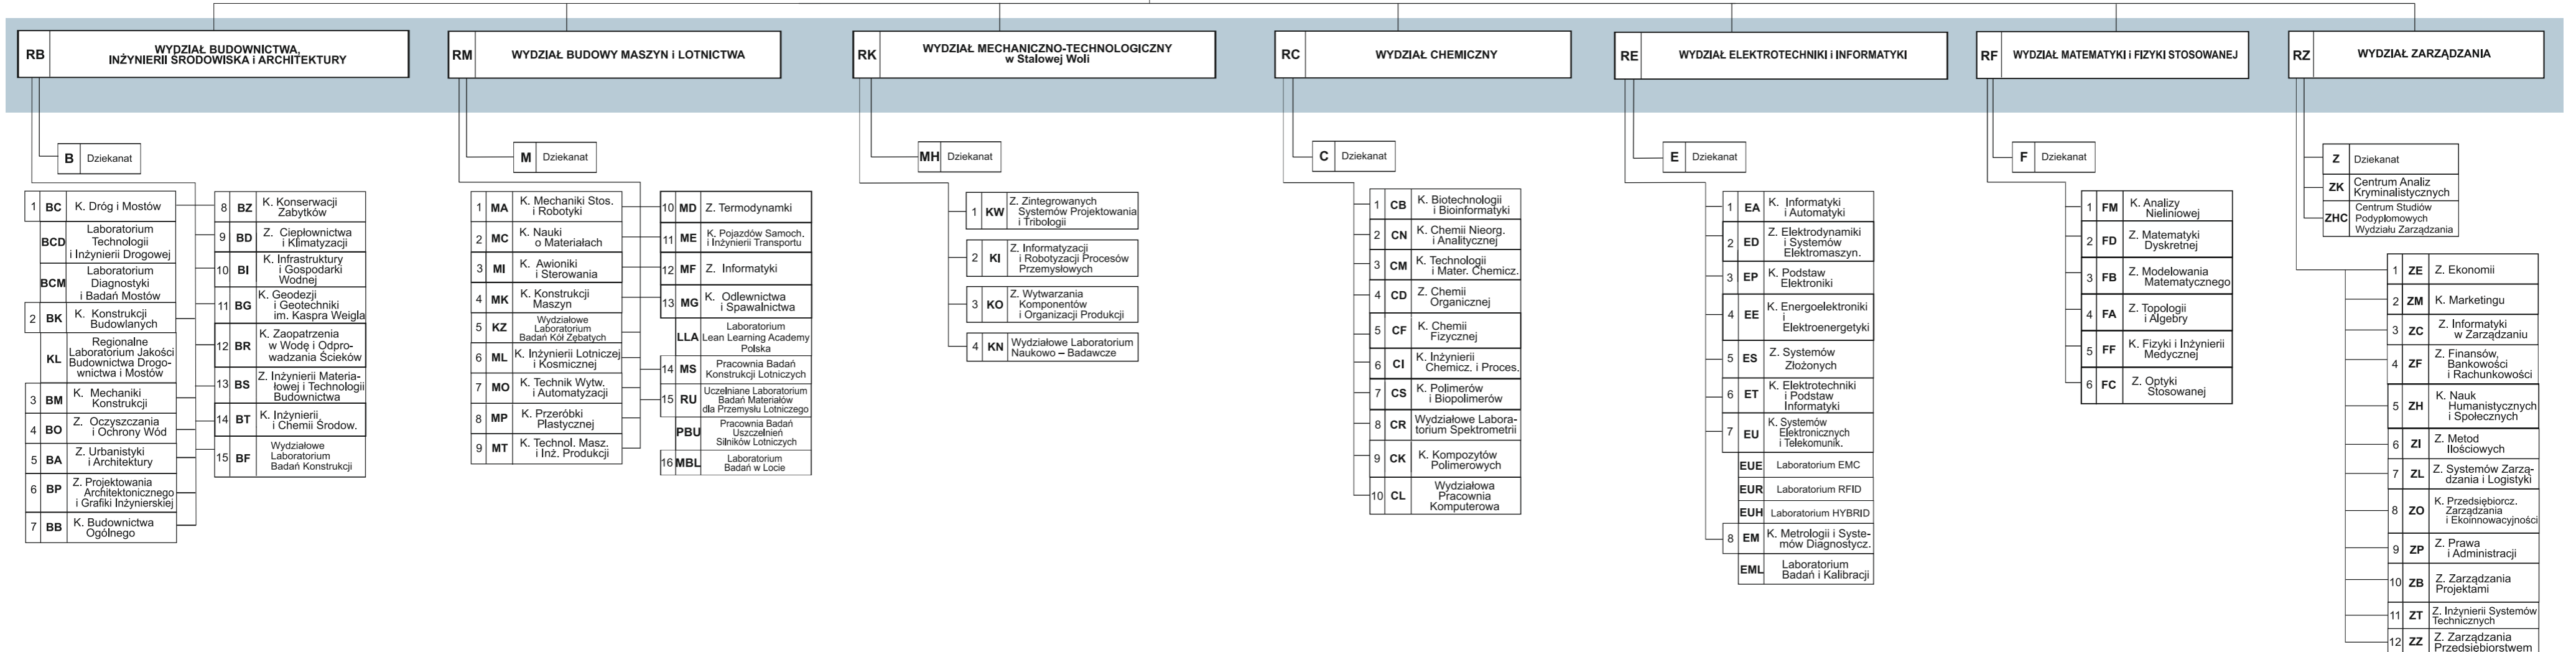 RB
WYDZIAŁ BUDOWNICTWA,
INŻYNIERII ŚRODOWISKA i ARCHITEKTURY
B
Dziekanat
1 BC K. Dróg i Mostów
BCD
Laboratorium
Technologii
i Inżynierii Drogowej
BCM
Laboratorium
Diagnostyki
i Badań Mostów
2 BK K. Konstrukcji
Budowlanych
KL
Regionalne
Laboratorium Jakości
Budownictwa Drogo-
wnictwa i Mostów
3 BM K. Mechaniki
Konstrukcji
4 BO Z. Oczyszczania
i Ochrony Wód
5 BA Z. Urbanistyki
i Architektury
6 BP Z. Projektowania
Architektonicznego
i Grafiki Inżynierskiej
7 BB K. Budownictwa
Ogólnego
8 BZ K. Konserwacji
Zabytków
9 BD Z. Ciepłownictwa
i Klimatyzacji
10 BI K. Infrastruktury
i Gospodarki
Wodnej
11 BG K. Geodezji
i Geotechniki
im. Kaspra Weigla
12 BR K. Zaopatrzenia
w Wodę i Odpro-
wadzania Ścieków
13 BS Z. Inżynierii Materia-
łowej i Technologii
Budownictwa
14 BT K. Inżynierii
i Chemii Środow.
15 BF Wydziałowe
Laboratorium
Badań Konstrukcji
RM
WYDZIAŁ BUDOWY MASZYN i LOTNICTWA
M
Dziekanat
1 MA K. Mechaniki Stos.
i Robotyki
2 MC K. Nauki
o Materiałach
3 MI K. Awioniki
i Sterowania
4 MK K. Konstrukcji
Maszyn
5 KZ Wydziałowe
Laboratorium
Badań Kół Zębatych
6 ML K. Inżynierii Lotniczej
i Kosmicznej
7 MO K. Technik Wytw.
i Automatyzacji
8 MP K. Przeróbki
Plastycznej
9 MT K. Technol. Masz.
i Inż. Produkcji
10 MD Z. Termodynamki
11 ME K. Pojazdów Samoch.
i Inżynierii Transportu
12 MF Z. Informatyki
13 MG K. Odlewnictwa
i Spawalnictwa
LLA
Laboratorium
Lean Learning Academy
Polska
14 MS Pracownia Badań
Konstrukcji Lotniczych
15 RU Uczelniane Laboratorium
Badań Materiałów
dla Przemysłu Lotniczego
PBU
Pracownia Badań
Uszczelnień
Silników Lotniczych
16 MBL Laboratorium
Badań w Locie
RK
WYDZIAŁ MECHANICZNO-TECHNOLOGICZNY
w Stalowej Woli
MH
Dziekanat
1 KW Z. Zintegrowanych
Systemów Projektowania
i Tribologii
2 KI Z. Informatyzacji
i Robotyzacji Procesów
Przemysłowych
3 KO Z. Wytwarzania
Komponentów
i Organizacji Produkcji
4 KN Wydziałowe Laboratorium
Naukowo – Badawcze
RC
WYDZIAŁ CHEMICZNY
C
Dziekanat
1 CB K. Biotechnologii
i Bioinformatyki
2 CN K. Chemii Nieorg.
i Analitycznej
3 CM K. Technologii
i Mater. Chemicz.
4 CD Z. Chemii
Organicznej
5 CF K. Chemii
Fizycznej
6 CI K. Inżynierii
Chemicz. i Proces.
7 CS K. Polimerów
i Biopolimerów
8 CR Wydziałowe Labora-
torium Spektrometrii
9 CK K. Kompozytów
Polimerowych
10 CL Wydziałowa
Pracownia
Komputerowa
RE
WYDZIAŁ ELEKTROTECHNIKI i INFORMATYKI
E
Dziekanat
1 EA K. Informatyki
i Automatyki
2 ED Z. Elektrodynamiki
i Systemów
Elektromaszyn.
3 EP K. Podstaw
Elektroniki
4 EE K. Energoelektroniki
i
Elektroenergetyki
5 ES Z. Systemów
Złożonych
6 ET K. Elektrotechniki
i Podstaw
Informatyki
7 EU K. Systemów
Elektronicznych
i Telekomunik.
EUE Laboratorium EMC
EUR Laboratorium RFID
EUH Laboratorium HYBRID
8 EM K. Metrologii i Syste-
mów Diagnostycz.
EML Laboratorium
Badań i Kalibracji
RF
WYDZIAŁ MATEMATYKI i FIZYKI STOSOWANEJ
F
Dziekanat
1 FM K. Analizy
Nieliniowej
2 FD Z. Matematyki
Dyskretnej
3 FB Z. Modelowania
Matematycznego
4 FA Z. Topologii
i Algebry
5 FF K. Fizyki i Inżynierii
Medycznej
6 FC Z. Optyki
Stosowanej
RZ
WYDZIAŁ ZARZĄDZANIA
Z Dziekanat
ZK Centrum Analiz
Kryminalistycznych
ZHC Centrum Studiów
Podyplomowych
Wydziału Zarządzania
1 ZE Z. Ekonomii
2 ZM K. Marketingu
3 ZC Z. Informatyki
w Zarządzaniu
4 ZF Z. Finansów,
Bankowości
i Rachunkowości
5 ZH K. Nauk
Humanistycznych
i Społecznych
6 ZI Z. Metod
Ilościowych
7 ZL Z. Systemów Zarzą-
dzania i Logistyki
8 ZO K. Przedsiębiorcz.
Zarządzania
i Ekoinnowacyjności
9 ZP Z. Prawa
i Administracji
10 ZB Z. Zarządzania
Projektami
11 ZT Z. Inżynierii Systemów
Technicznych
12 ZZ Z. Zarządzania
Przedsiębiorstwem